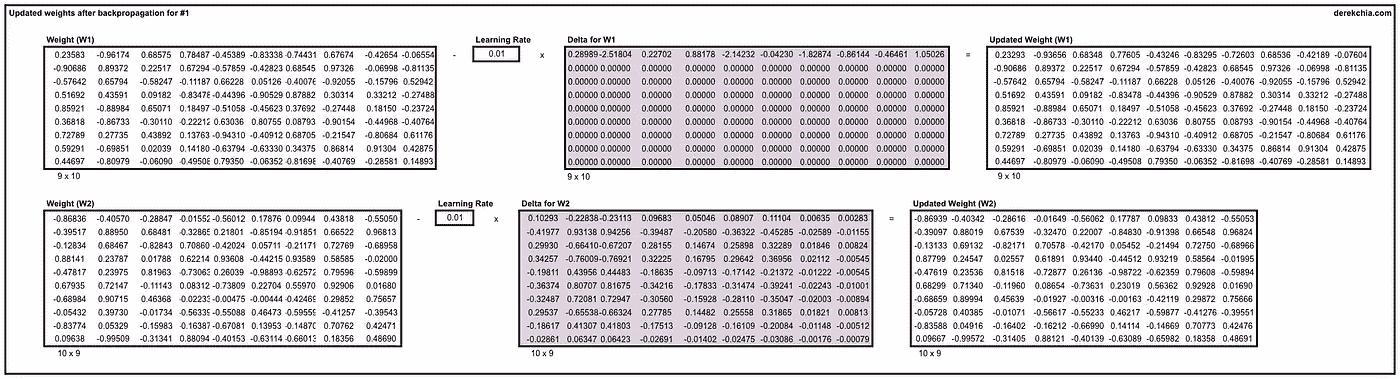 Updated weights after backpropagation for #1 derekchia.com
Weight (W1) Learning Rate Delta for W1 Updated Weight (W1)
0.23583 -0.96174 0.68575 0.78487 -0.45389 -0.83338 -0.74431 0.67674 -0.42654 -0.06554 - 0.01 x 0.28989 -2.51804 0.22702 0.88178 -2.14232 -0.04230 -1.82874 -0.86144 -0.46461 1.05026 = 0.23293 -0.93656 0.68348 0.77605 -0.43246 -0.83295 -0.72603 0.68536 -0.42189 -0.07604
-0.90686 0.89372 0.22517 0.67294 -0.57859 -0.42823 0.68545 0.97326 -0.06998 -0.81135 0.00000 0.00000 0.00000 0.00000 0.00000 0.00000 0.00000 0.00000 0.00000 0.00000 -0.90686 0.89372 0.22517 0.67294 -0.57859 -0.42823 0.68545 0.97326 -0.06998 -0.81135
-0.57642 0.65794 -0.58247 -0.11187 0.66228 0.05126 -0.40076 -0.92055 -0.15796 0.52942 0.00000 0.00000 0.00000 0.00000 0.00000 0.00000 0.00000 0.00000 0.00000 0.00000 -0.57642 0.65794 -0.58247 -0.11187 0.66228 0.05126 -0.40076 -0.92055 -0.15796 0.52942
0.51692 0.43591 0.09182 -0.83478 -0.44396 -0.90529 0.87882 0.30314 0.33212 -0.27488 0.00000 0.00000 0.00000 0.00000 0.00000 0.00000 0.00000 0.00000 0.00000 0.00000 0.51692 0.43591 0.09182 -0.83478 -0.44396 -0.90529 0.87882 0.30314 0.33212 -0.27488
0.85921 -0.88984 0.65071 0.18497 -0.51058 -0.45623 0.37692 -0.27448 0.18150 -0.23724 0.00000 0.00000 0.00000 0.00000 0.00000 0.00000 0.00000 0.00000 0.00000 0.00000 0.85921 -0.88984 0.65071 0.18497 -0.51058 -0.45623 0.37692 -0.27448 0.18150 -0.23724
0.36818 -0.86733 -0.30110 -0.22212 0.63036 0.80755 0.08793 -0.90154 -0.44968 -0.40764 0.00000 0.00000 0.00000 0.00000 0.00000 0.00000 0.00000 0.00000 0.00000 0.00000 0.36818 -0.86733 -0.30110 -0.22212 0.63036 0.80755 0.08793 -0.90154 -0.44968 -0.40764
0.72789 0.27735 0.43892 0.13763 -0.94310 -0.40912 0.68705 -0.21547 -0.80684 0.61176 0.00000 0.00000 0.00000 0.00000 0.00000 0.00000 0.00000 0.00000 0.00000 0.00000 0.72789 0.27735 0.43892 0.13763 -0.94310 -0.40912 0.68705 -0.21547 -0.80684 0.61176
0.59291 -0.69851 0.02039 0.14180 -0.63794 -0.63330 0.34375 0.86814 0.91304 0.42875 0.00000 0.00000 0.00000 0.00000 0.00000 0.00000 0.00000 0.00000 0.00000 0.00000 0.59291 -0.69851 0.02039 0.14180 -0.63794 -0.63330 0.34375 0.86814 0.91304 0.42875
0.44697 -0.80979 -0.06090 -0.49508 0.79350 -0.06352 -0.81698 -0.40769 -0.28581 0.14893 0.00000 0.00000 0.00000 0.00000 0.00000 0.00000 0.00000 0.00000 0.00000 0.00000 0.44697 -0.80979 -0.06090 -0.49508 0.79350 -0.06352 -0.81698 -0.40769 -0.28581 0.14893
9 x 10 9 x 10 9 x 10
Weight (W2) Learning Rate Delta for W2 Updated Weight (W2)
-0.86836 -0.40570 -0.28847 -0.01552 -0.56012 0.17876 0.09944 0.43818 -0.55050 - 0.01 x 0.10293 -0.22838 -0.23113 0.09683 0.05046 0.08907 0.11104 0.00635 0.00283 = -0.86939 -0.40342 -0.28616 -0.01649 -0.56062 0.17787 0.09833 0.43812 -0.55053
-0.39517 0.88950 0.68481 -0.32865 0.21801 -0.85194 -0.91851 0.66522 0.96813 -0.41977 0.93138 0.94256 -0.39487 -0.20580 -0.36322 -0.45285 -0.02589 -0.01155 -0.39097 0.88019 0.67539 -0.32470 0.22007 -0.84830 -0.91398 0.66548 0.96824
-0.12834 0.68467 -0.82843 0.70860 -0.42024 0.05711 -0.21171 0.72769 -0.68958 0.29930 -0.66410 -0.67207 0.28155 0.14674 0.25898 0.32289 0.01846 0.00824 -0.13133 0.69131 -0.82171 0.70578 -0.42170 0.05452 -0.21494 0.72750 -0.68966
0.88141 0.23787 0.01788 0.62214 0.93608 -0.44215 0.93589 0.58585 -0.02000 0.34257 -0.76009 -0.76921 0.32225 0.16795 0.29642 0.36956 0.02112 -0.00545 0.87799 0.24547 0.02557 0.61891 0.93440 -0.44512 0.93219 0.58564 -0.01995
-0.47817 0.23975 0.81963 -0.73063 0.26039 -0.98893 -0.62572 0.79596 -0.59899 -0.19811 0.43956 0.44483 -0.18635 -0.09713 -0.17142 -0.21372 -0.01222 -0.00545 -0.47619 0.23536 0.81518 -0.72877 0.26136 -0.98722 -0.62359 0.79608 -0.59894
0.67935 0.72147 -0.11143 0.08312 -0.73809 0.22704 0.55970 0.92906 0.01680 -0.36374 0.80707 0.81675 -0.34216 -0.17833 -0.31474 -0.39241 -0.02243 -0.01001 0.68299 0.71340 -0.11960 0.08654 -0.73631 0.23019 0.56362 0.92928 0.01690
-0.68984 0.90715 0.46368 -0.02233 -0.00475 -0.00444 -0.42469 0.29852 0.75657 -0.32487 0.72081 0.72947 -0.30560 -0.15928 -0.28110 -0.35047 -0.02003 -0.00894 -0.68659 0.89994 0.45639 -0.01927 -0.00316 -0.00163 -0.42119 0.29872 0.75666
-0.05432 0.39730 -0.01734 -0.56339 -0.55088 0.46473 -0.59559 -0.41257 -0.39543 0.29537 -0.65538 -0.66324 0.27785 0.14482 0.25558 0.31865 0.01821 0.00813 -0.05728 0.40385 -0.01071 -0.56617 -0.55233 0.46217 -0.59877 -0.41276 -0.39551
-0.83774 0.05329 -0.15983 -0.16387 -0.67081 0.13953 -0.14870 0.70762 0.42471 -0.18617 0.41307 0.41803 -0.17513 -0.09128 -0.16109 -0.20084 -0.01148 -0.00512 -0.83588 0.04916 -0.16402 -0.16212 -0.66990 0.14114 -0.14669 0.70773 0.42476
0.09638 -0.99509 -0.31341 0.88094 -0.40153 -0.63114 -0.66013 0.18356 0.48690 -0.02861 0.06347 0.06423 -0.02691 -0.01402 -0.02475 -0.03086 -0.00176 -0.00079 0.09667 -0.99572 -0.31405 0.88121 -0.40139 -0.63089 -0.65982 0.18358 0.48691
10 x 9 10 x 9 10 x 9